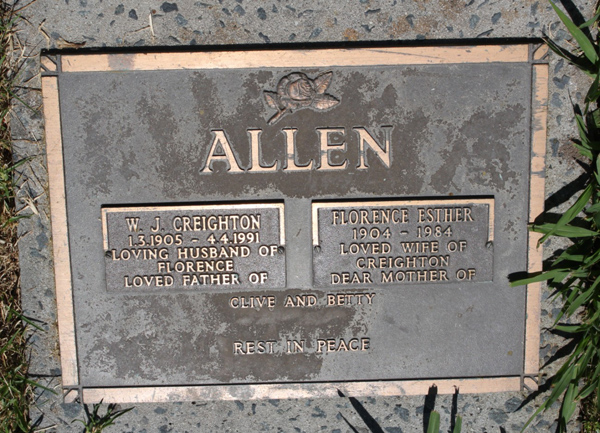 ALLEN
W. J. CREIGHTON
1.3.1905 - 4.4.1991
LOVING HUSBAND OF
FLORENCE
LOVED FATHER OF
FLORENCE ESTHER
1904 - 1984
LOVED WIFE OF
CREIGHTON
DEAR MOTHER OF
CLIVE AND BETTY
REST IN PEACE